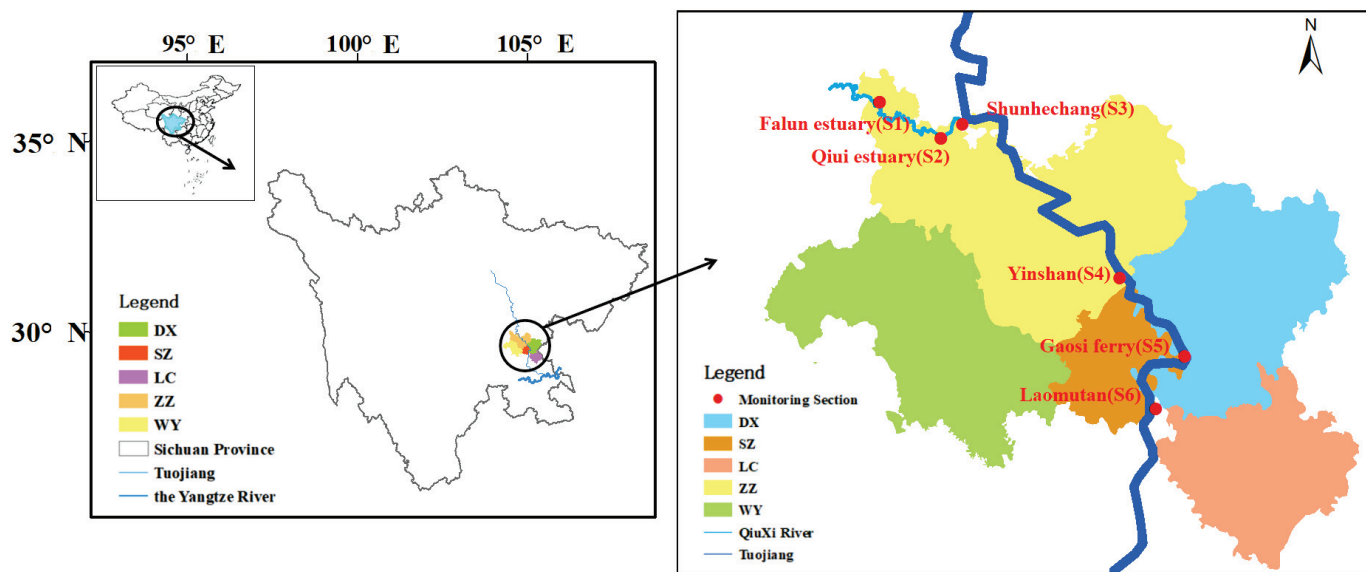 95° E
100° E
105° E
35° N
30° N
Legend
DX
SZ
LC
ZZ
WY
Sichuan Province
Tuojiang
the Yangtze River
N
Shunhechang(S3)
Falun estuary(S1)
Qiui estuary(S2)
Yinshan(S4)
Gaosi ferry(S5)
Laomutan(S6)
Legend
Monitoring Section
DX
SZ
LC
ZZ
WY
QiuXi River
Tuojiang